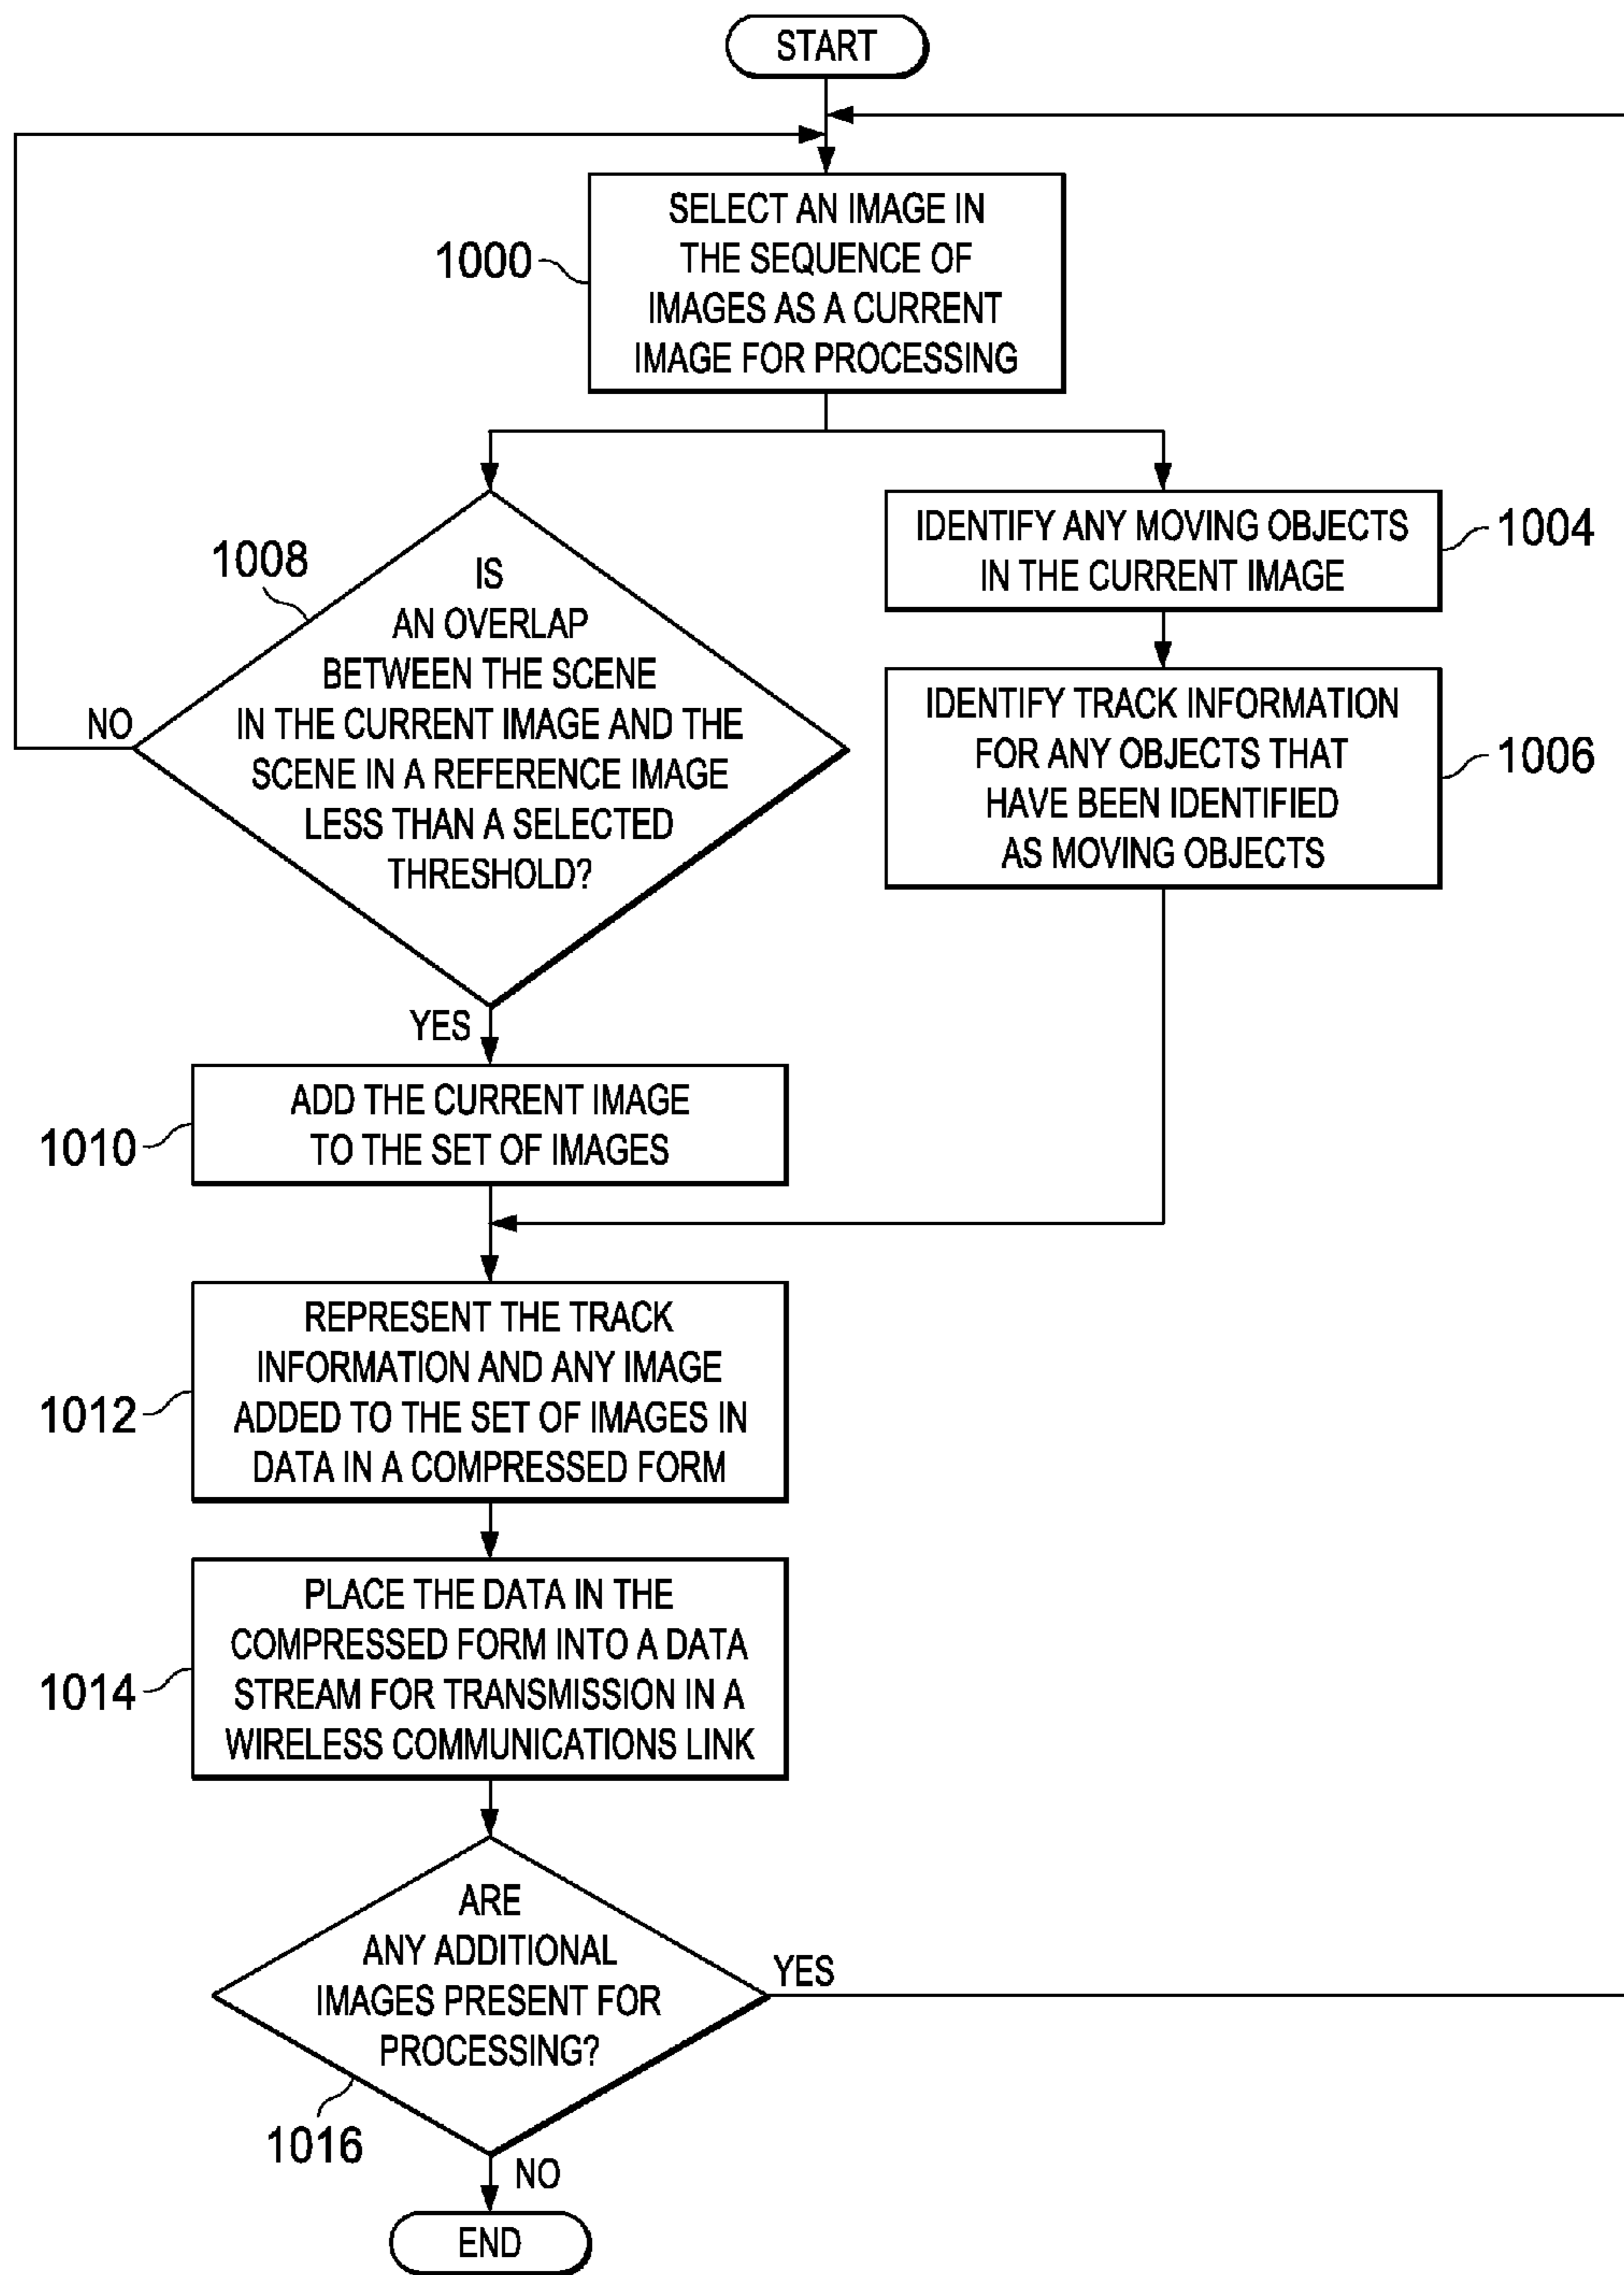 START
SELECT AN IMAGE IN
THE SEQUENCE OF
IMAGES AS A CURRENT
IMAGE FOR PROCESSING
1000
IS
AN OVERLAP
BETWEEN THE SCENE
IN THE CURRENT IMAGE AND THE
SCENE IN A REFERENCE IMAGE
LESS THAN A SELECTED
THRESHOLD?
1008
NO
YES
IDENTIFY ANY MOVING OBJECTS
IN THE CURRENT IMAGE
1004
IDENTIFY TRACK INFORMATION
FOR ANY OBJECTS THAT
HAVE BEEN IDENTIFIED
AS MOVING OBJECTS
1006
ADD THE CURRENT IMAGE
TO THE SET OF IMAGES
1010
REPRESENT THE TRACK
INFORMATION AND ANY IMAGE
ADDED TO THE SET OF IMAGES IN
DATA IN A COMPRESSED FORM
1012
PLACE THE DATA IN THE
COMPRESSED FORM INTO A DATA
STREAM FOR TRANSMISSION IN A
WIRELESS COMMUNICATIONS LINK
1014
ARE
ANY ADDITIONAL
IMAGES PRESENT FOR
PROCESSING?
1016
YES
NO
END